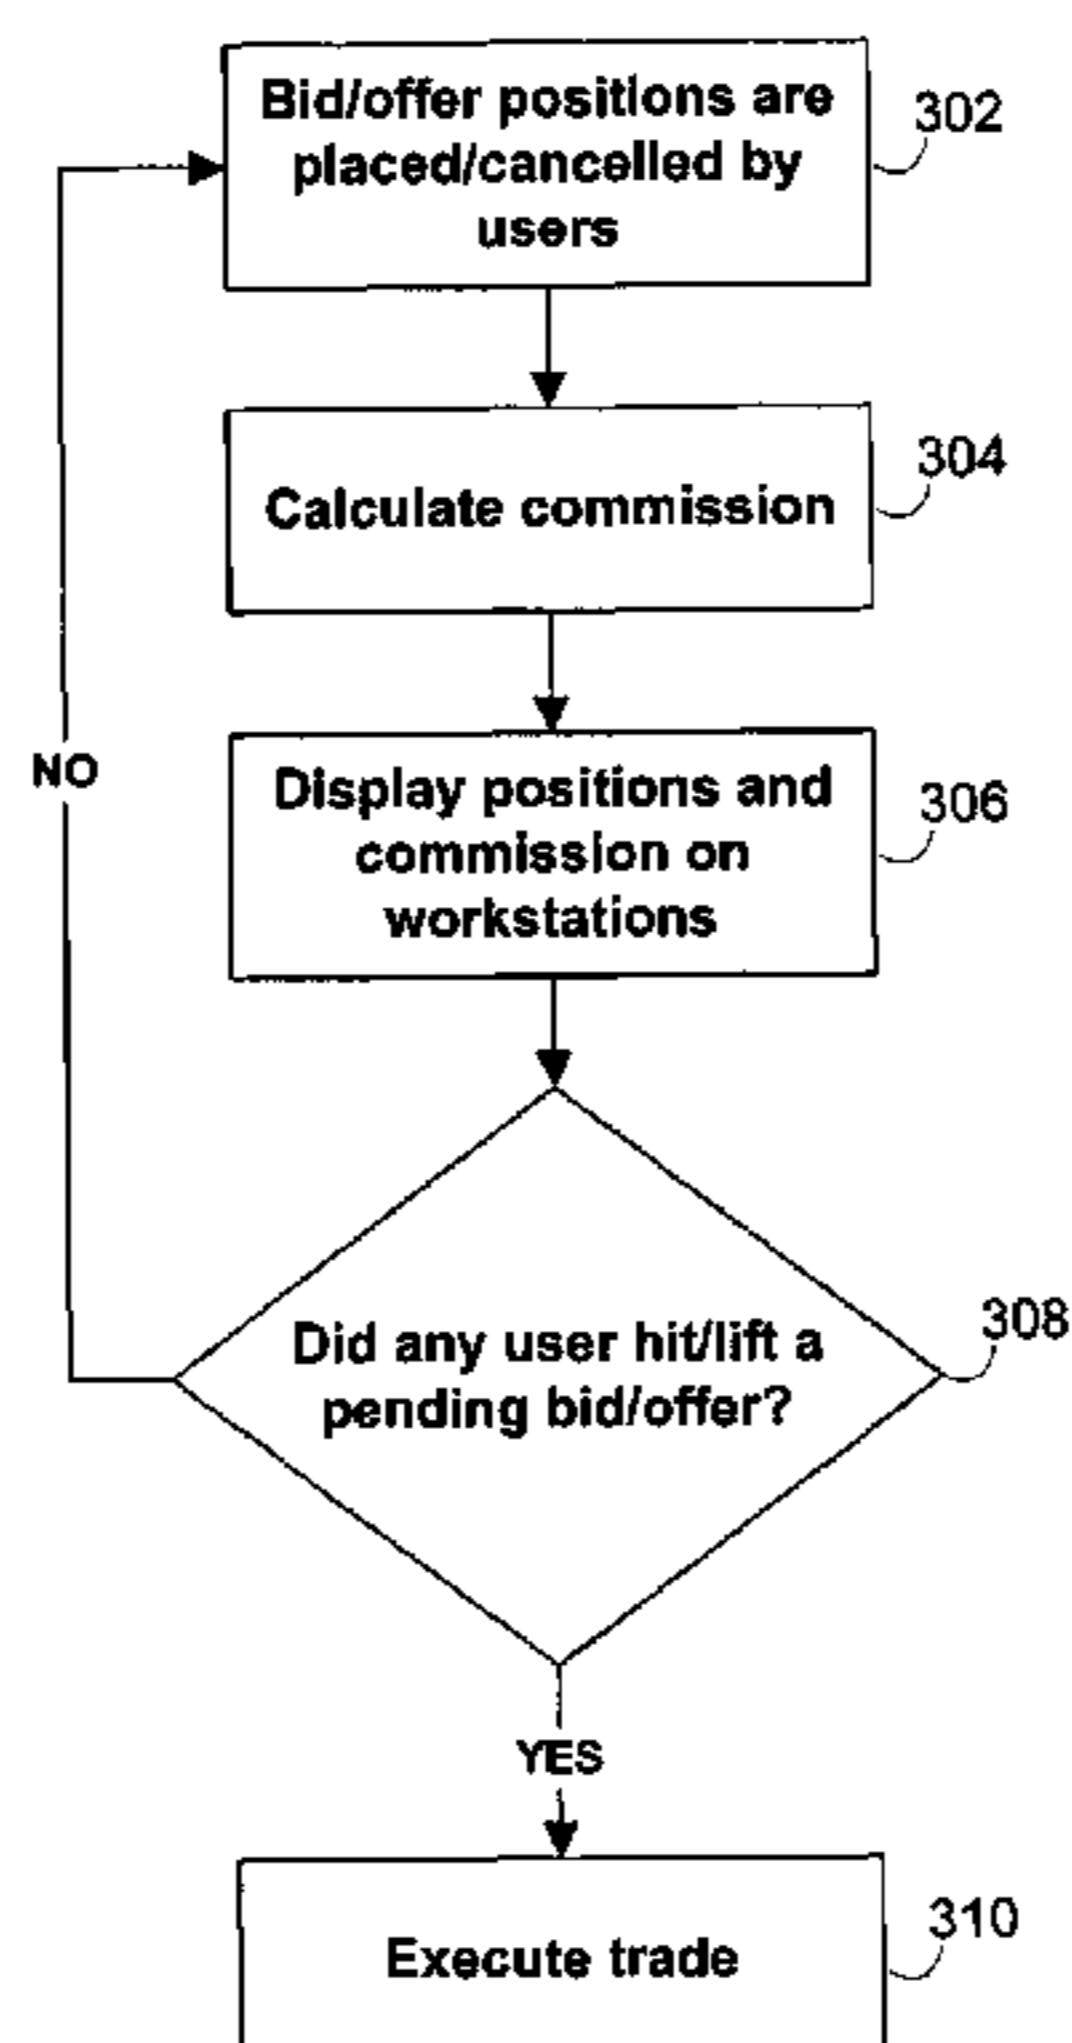 Bid/offer positions are
placed/cancelled by
users
302
Calculate commission
304
Display positions and
commission on
workstations
306
NO
Did any user hit/lift a
pending bid/offer?
308
YES
Execute trade
310